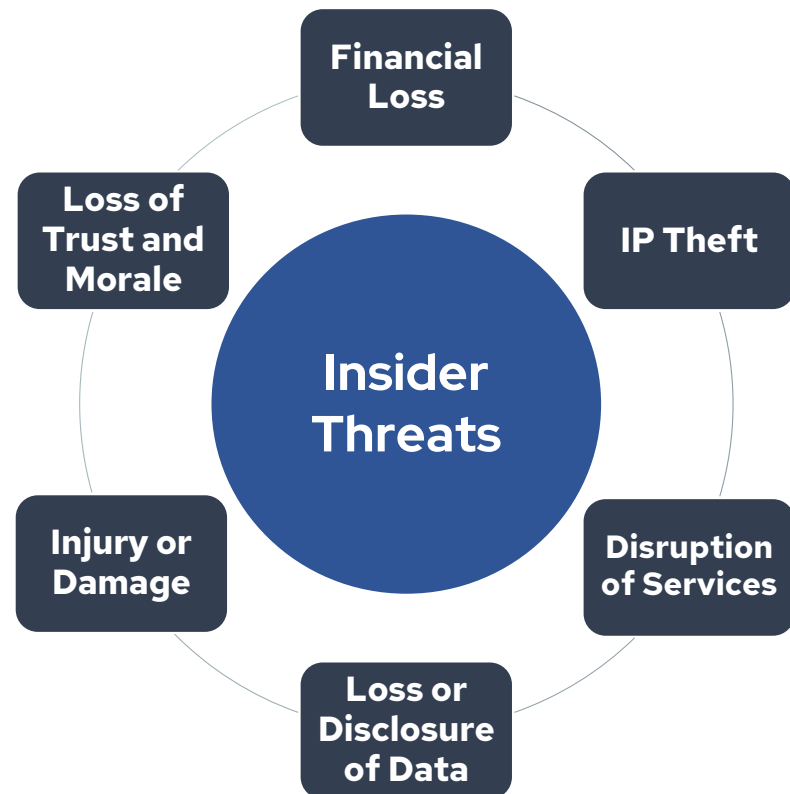 Financial
Loss
Loss of
Trust and
Morale
IP Theft
Insider
Threats
Injury or
Damage
Disruption
of Services
Loss or
Disclosure
of Data